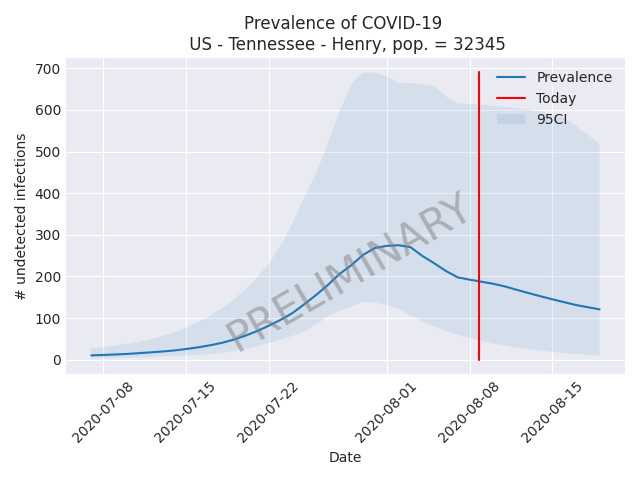 Prevalence of COVID-19
US - Tennessee - Henry, pop. = 32345
Prevalence
Today
95CI
# undetected infections
700
600
500
400
300
200
100
0
PRELIMINARY
2020-07-08
2020-07-15
2020-07-22
2020-08-01
2020-08-08
2020-08-15
Date